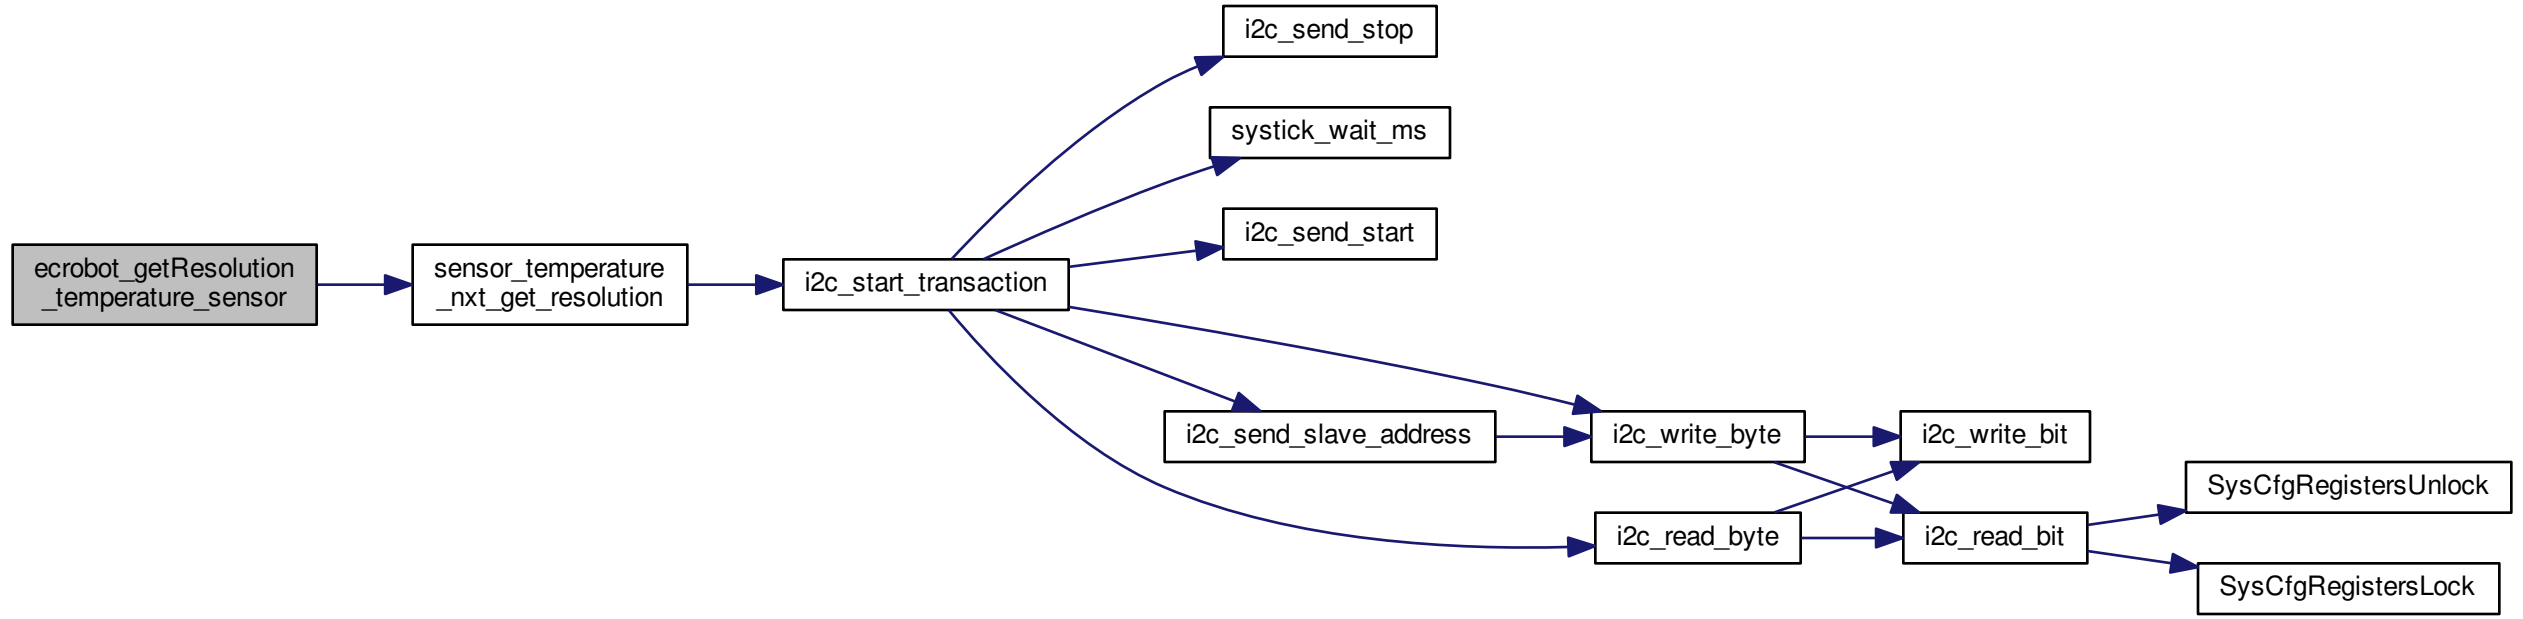 ecrobot_getResolution
_temperature_sensor
sensor_temperature
_nxt_get_resolution
i2c_start_transaction
i2c_send_stop
systick_wait_ms
i2c_send_start
i2c_send_slave_address
i2c_write_byte
i2c_read_byte
i2c_write_bit
i2c_read_bit
SysCfgRegistersUnlock
SysCfgRegistersLock